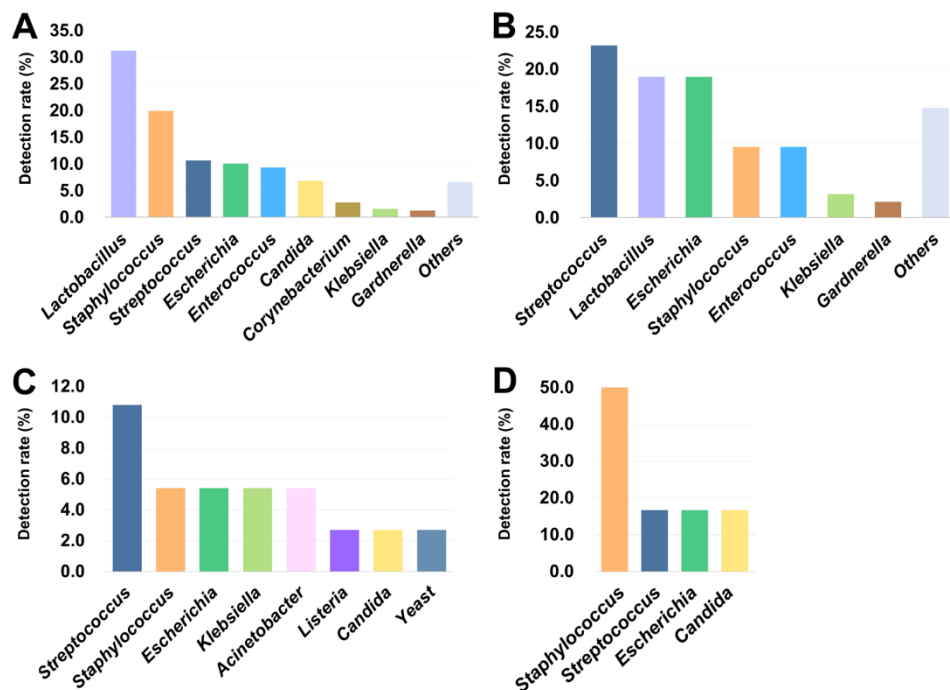 A
Detection rate (%)
35.0
30.0
25.0
20.0
15.0
10.0
5.0
0.0
Lactobacillus
Staphylococcus
Streptococcus
Escherichia
Enterococcus
Candida
Corynebacterium
Klebsiella
Gardnerella
Others
B
Detection rate (%)
25.0
20.0
15.0
10.0
5.0
0.0
Streptococcus
Lactobacillus
Escherichia
Staphylococcus
Enterococcus
Klebsiella
Gardnerella
Others
C
Detection rate (%)
12.0
10.0
8.0
6.0
4.0
2.0
0.0
Streptococcus
Staphylococcus
Escherichia
Klebsiella
Acinetobacter
Listeria
Candida
Yeast
D
Detection rate (%)
50.0
40.0
30.0
20.0
10.0
0.0
Staphylococcus
Streptococcus
Escherichia
Candida